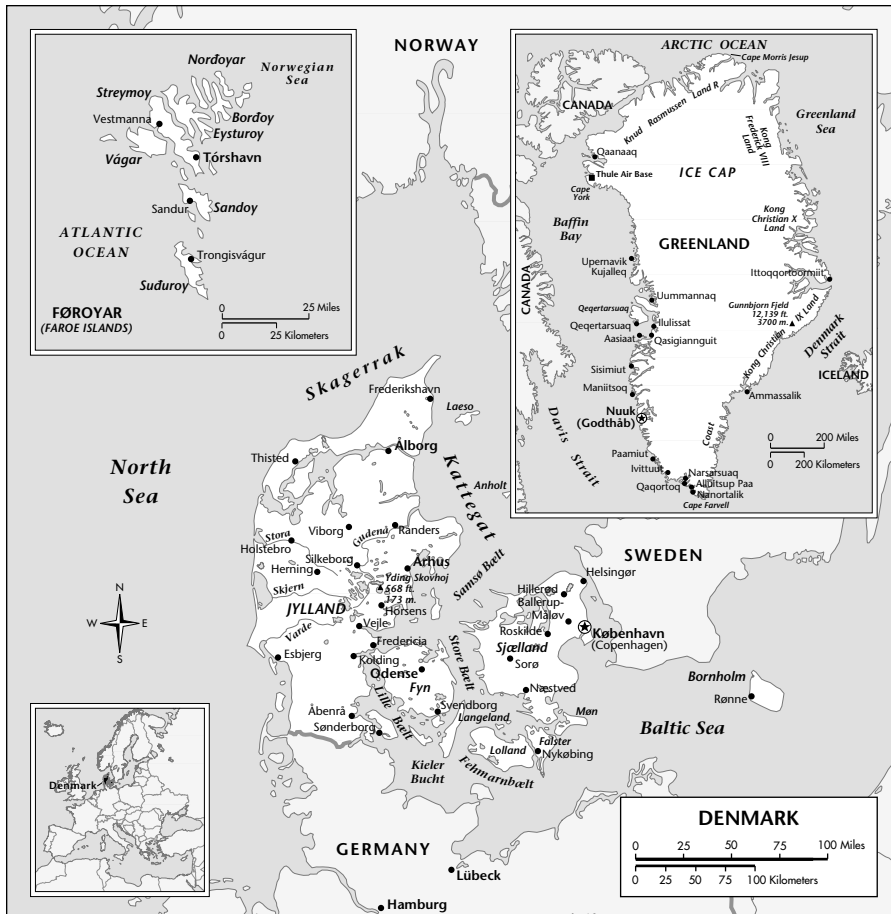 NORWAY
Norðoyar
Norwegian
Sea
Streymoy
Vestmanna
Borðoy
Eysturoy
Vágar
Tórshavn
Sandur
Sandoy
ATLANTIC
OCEAN
Trongisvágur
Suðuroy
FØROYAR
(FAROE ISLANDS)
0 25 Miles
0 25 Kilometers
ARCTIC OCEAN
Cape Morris Jesup
CANADA
Knud Rasmussen Land R
Kong
Frederick VIII
Land
Greenland
Sea
Qaanaaq
Thule Air Base
ICE CAP
Cape
York
Baffin
Bay
Kong
Christian X
Land
GREENLAND
CANADA
Upernavik
Kujalleq
Ittoqqortoormiit
Uummannaq
Qeqertarsuaq
Gunnbjorn Fjeld
12,139 ft.
3700 m.
Qeqertarsuaq
Ilulissat
Aasiaat
Qasigiannguit
Kong Christian IX Land
Denmark
Strait
Sisimiut
ICELAND
Maniitsoq
Ammassalik
Nuuk
(Godthåb)
Davis Strait
Coast
0 200 Miles
0 200 Kilometers
Paamiut
Ivittuut
Narsarsuaq
Qaqortoq
Alluitsup Paa
Nanortalik
Cape Farvell
Skagerrak
Frederikshavn
Laeso
North
Sea
Ålborg
Thisted
Kattegat
Anholt
Stora
Viborg
Gudenå
Randers
Holstebro
Silkeborg
Århus
Herning
Yding Skovhoj
568 ft.
173 m.
Samsø Bælt
SWEDEN
Helsingør
Skjern
Hillerød
Ballerup-
Måløv
JYLLAND
Horsens
Varde
Vejle
Roskilde
København
(Copenhagen)
Fredericia
Sjælland
Esbjerg
Kolding
Store Bælt
Sorø
Odense
Fyn
Bornholm
Rønne
Næstved
Lille Bælt
Åbenrå
Svendborg
Langeland
Møn
Sønderborg
Baltic Sea
Lolland
Falster
Nykøbing
Kieler
Bucht
Fehmarnbælt
N
W E
S
Denmark
GERMANY
Lübeck
Hamburg
DENMARK
0 25 50 75 100 Miles
0 25 50 75 100 Kilometers